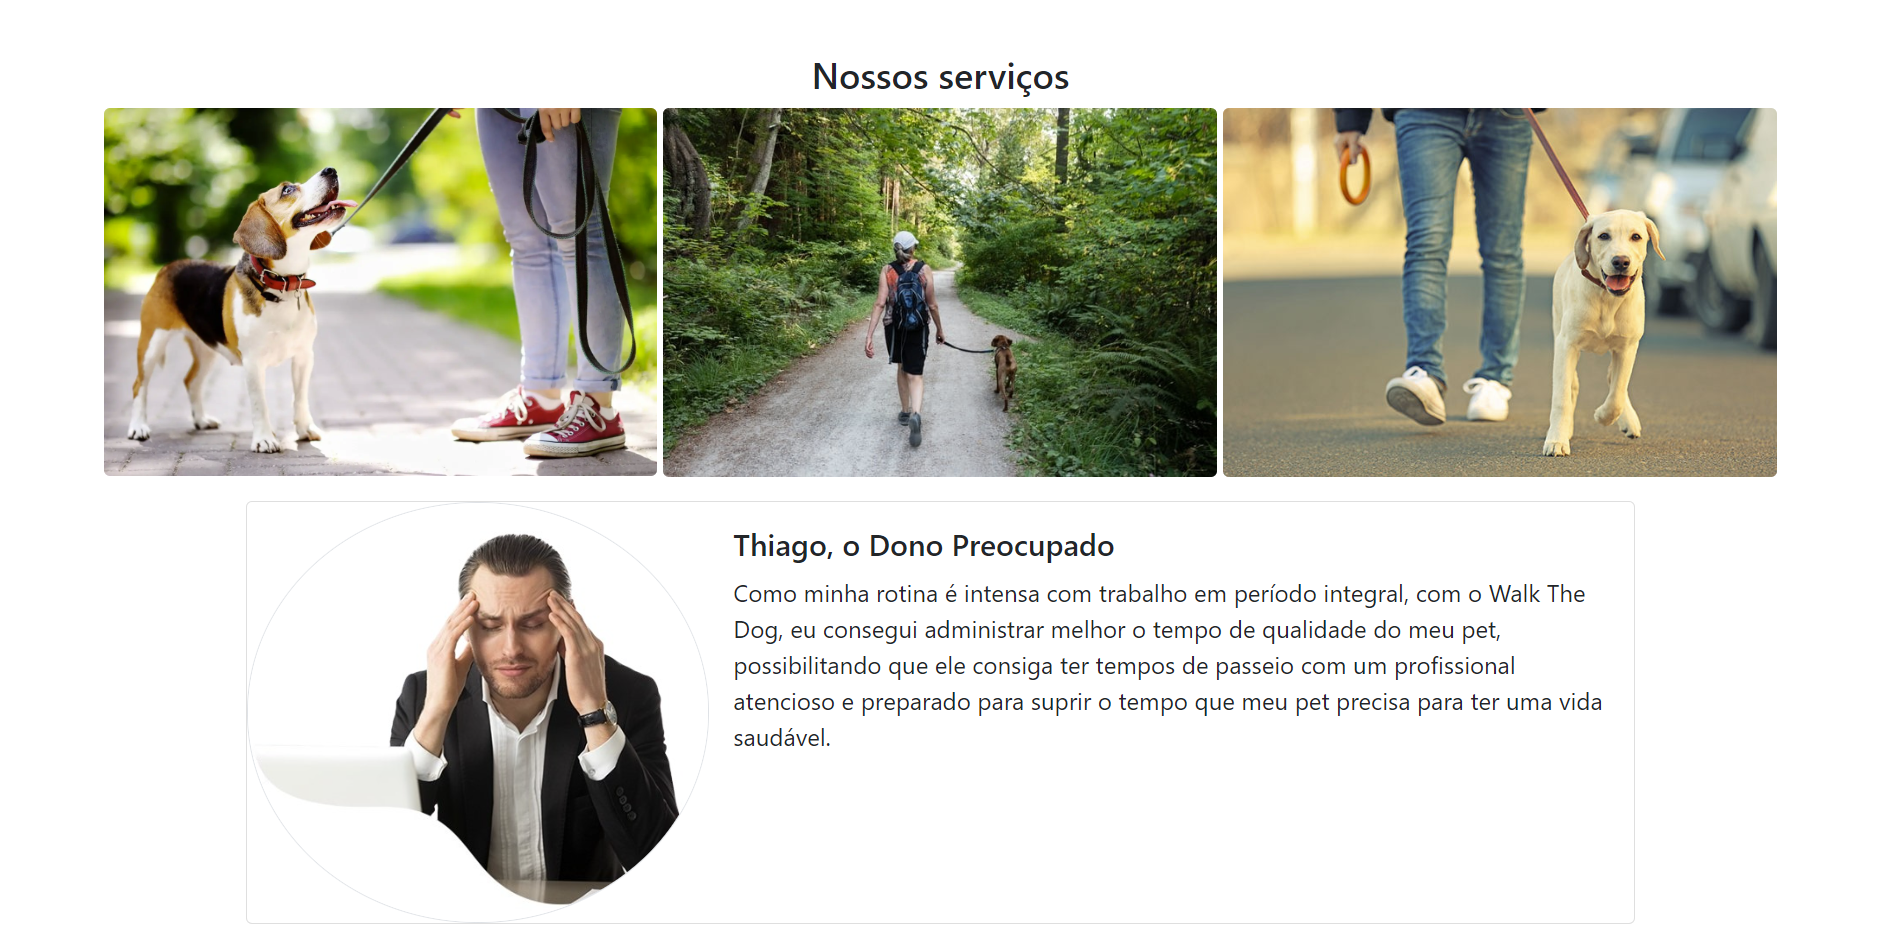 Nossos serviços
Thiago, o Dono Preocupado
Como minha rotina é intensa com trabalho em período integral, com o Walk The
Dog, eu consegui administrar melhor o tempo de qualidade do meu pet,
possibilitando que ele consiga ter tempos de passeio com um profissional
atencioso e preparado para suprir o tempo que meu pet precisa para ter uma vida
saudável.